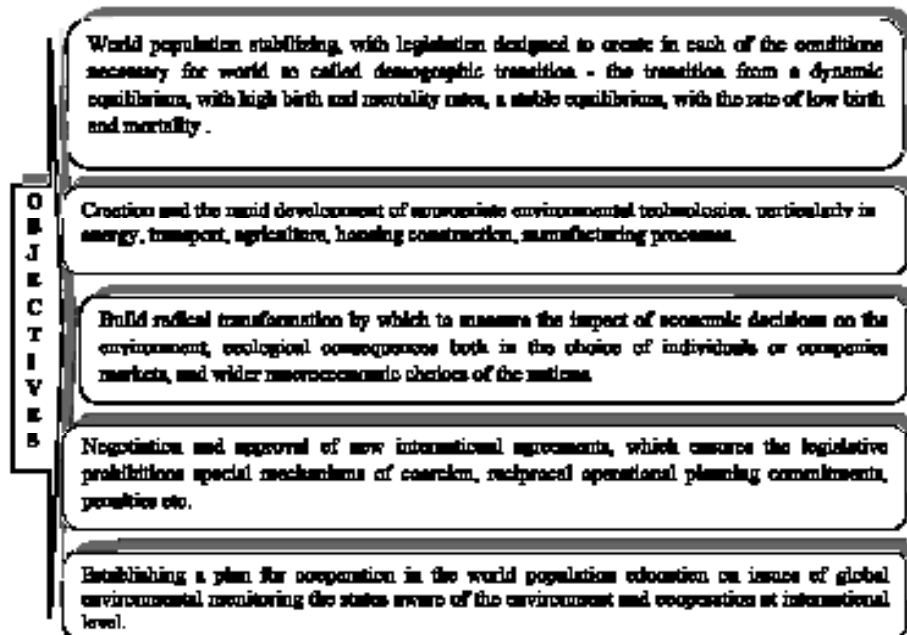 OBJECTIVES
World population stabilizing, with legislation designed to create in each of the conditions
necessary for world so called demographic transition - the transition from a dynamic
equilibrium, with high birth and mortality rates, a stable equilibrium, with the rate of low birth
and mortality .
Creation and the rapid development of appropriate environmental technologies, particularly in
energy, transport, agriculture, housing construction, manufacturing processes.
Build radical transformation by which to measure the impact of economic decisions on the
environment, ecological consequences both in the choice of individuals or companies
markets, and wider macroeconomic choices of the nations.
Negotiation and approval of new international agreements, which ensures the legislative
prohibitions special mechanisms of coercion, reciprocal operational planning commitments,
penalties etc.
Establishing a plan for cooperation in the world population education on issues of global
environmental monitoring the states aware of the environment and cooperation at international
level.